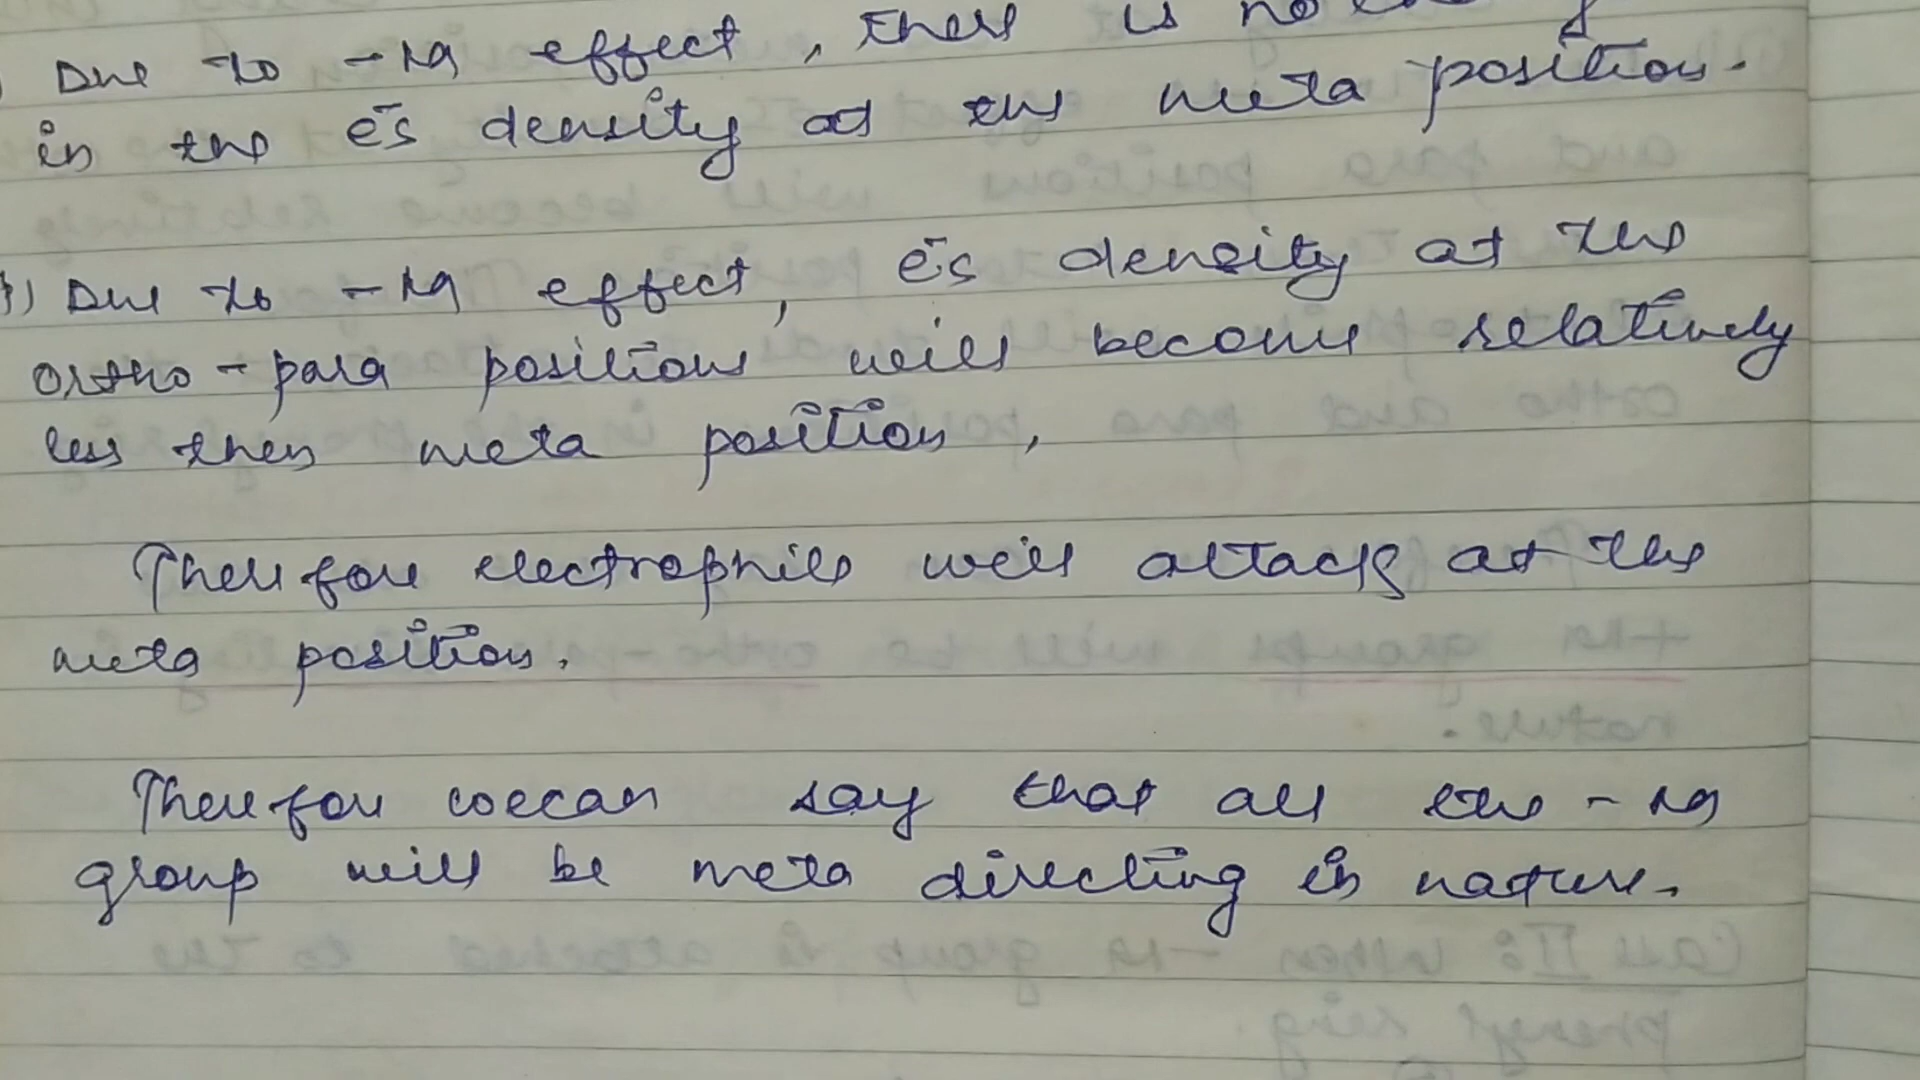 Due to -M effect, there is no
in the e⁻s density at the meta position.
) Due to -M effect, e⁻s density at the
ortho-para positions will become relatively
less then meta position,
Therefore electrophile will attack at the
meta position.
Therefore we can say that all the -M
group will be meta directing in nature.